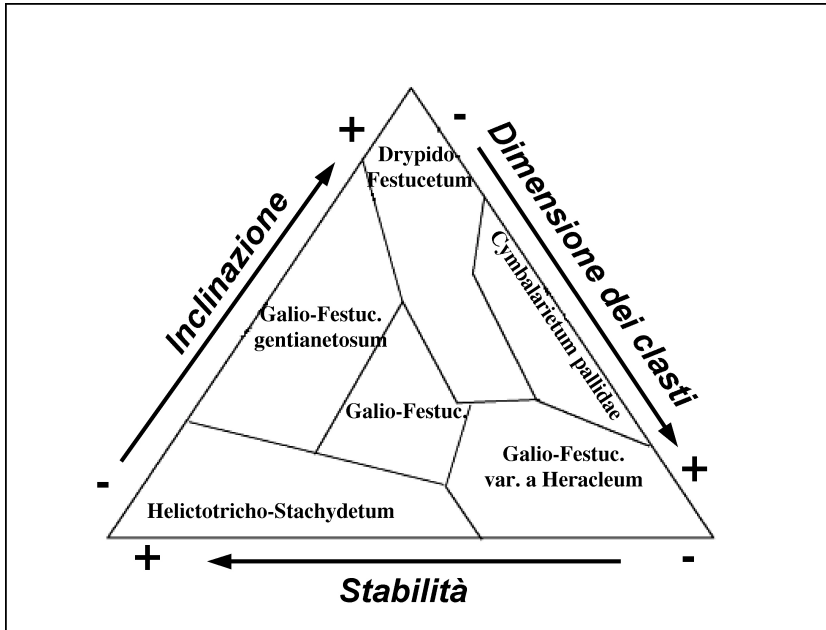 +
-
Drypido-
Festucetum
Inclinazione
Dimensione dei clasti
Cymbalarietum pallidae
Galio-Festuc.
gentianetosum
Galio-Festuc.
Galio-Festuc.
var. a Heracleum
+
-
Helictotricho-Stachydetum
+
-
Stabilità